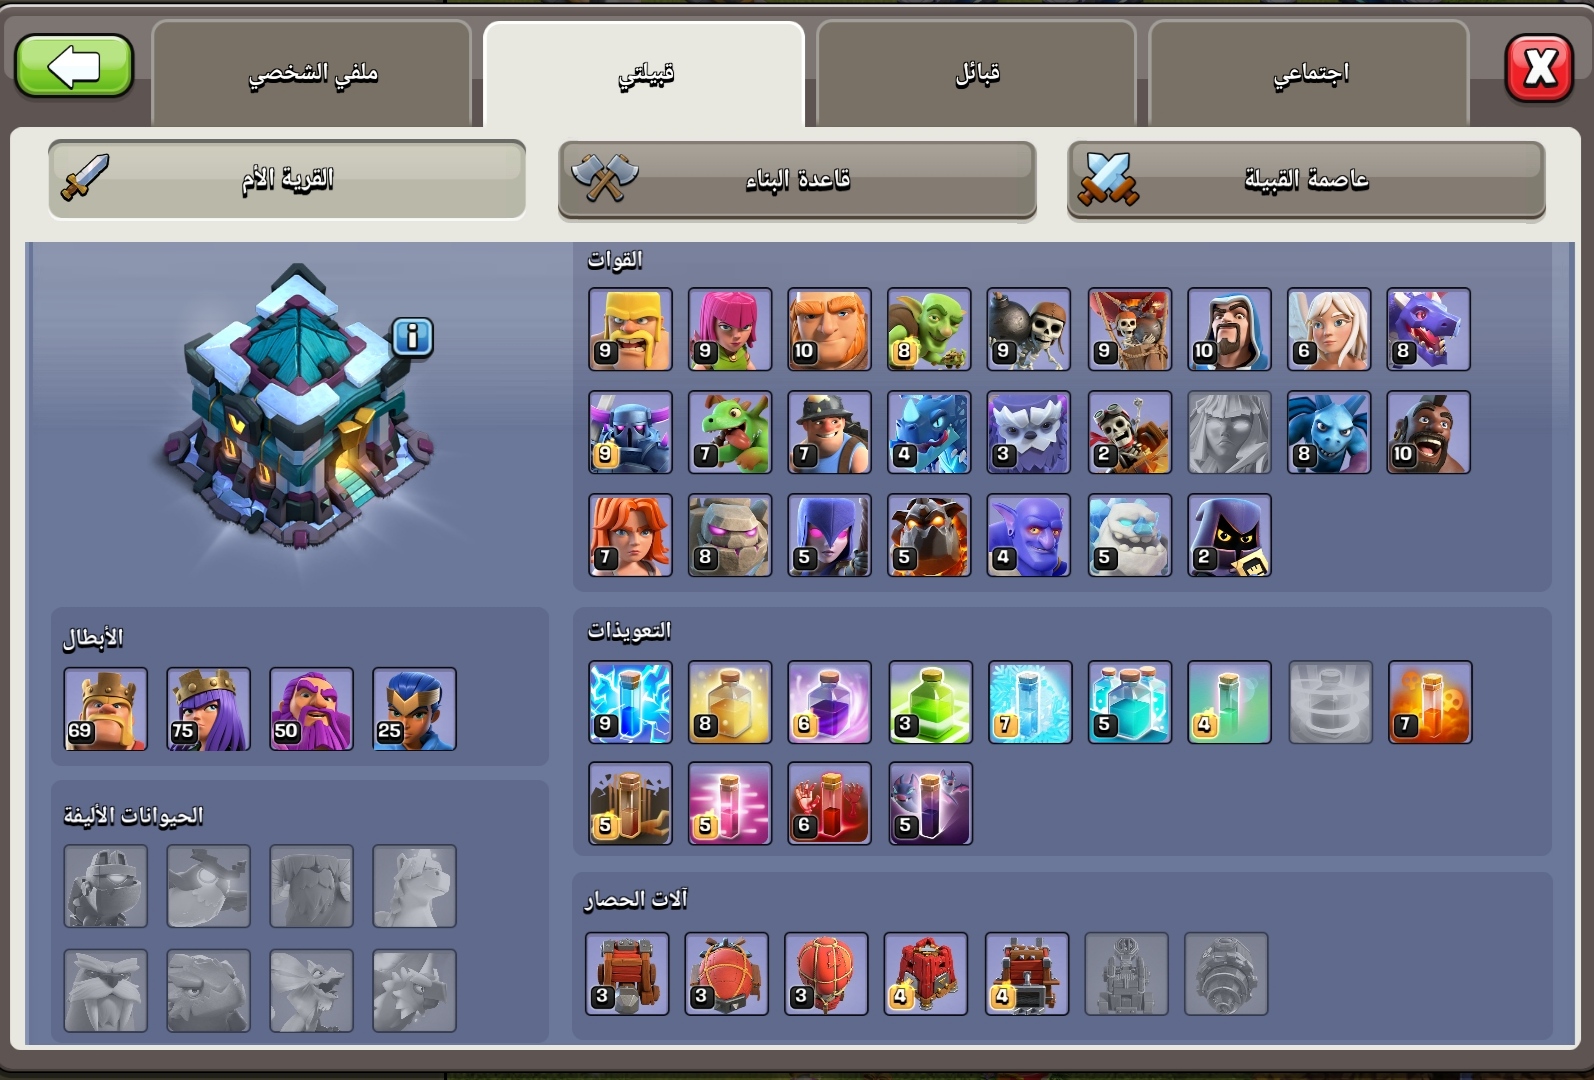 اجتماعي
قبائل
قبيلتي
ملفي الشخصي
X
عاصمة القبيلة
قاعدة البناء
القرية الأم
i
القوات
9 9 10 8 9 9 10 6 8
9 7 7 4 3 2 8 10
7 8 5 5 4 5 2
الأبطال
69 75 50 25
التعويذات
9 8 6 3 7 5 4 7
5 5 6 5
الحيوانات الأليفة
آلات الحصار
3 3 3 4 4